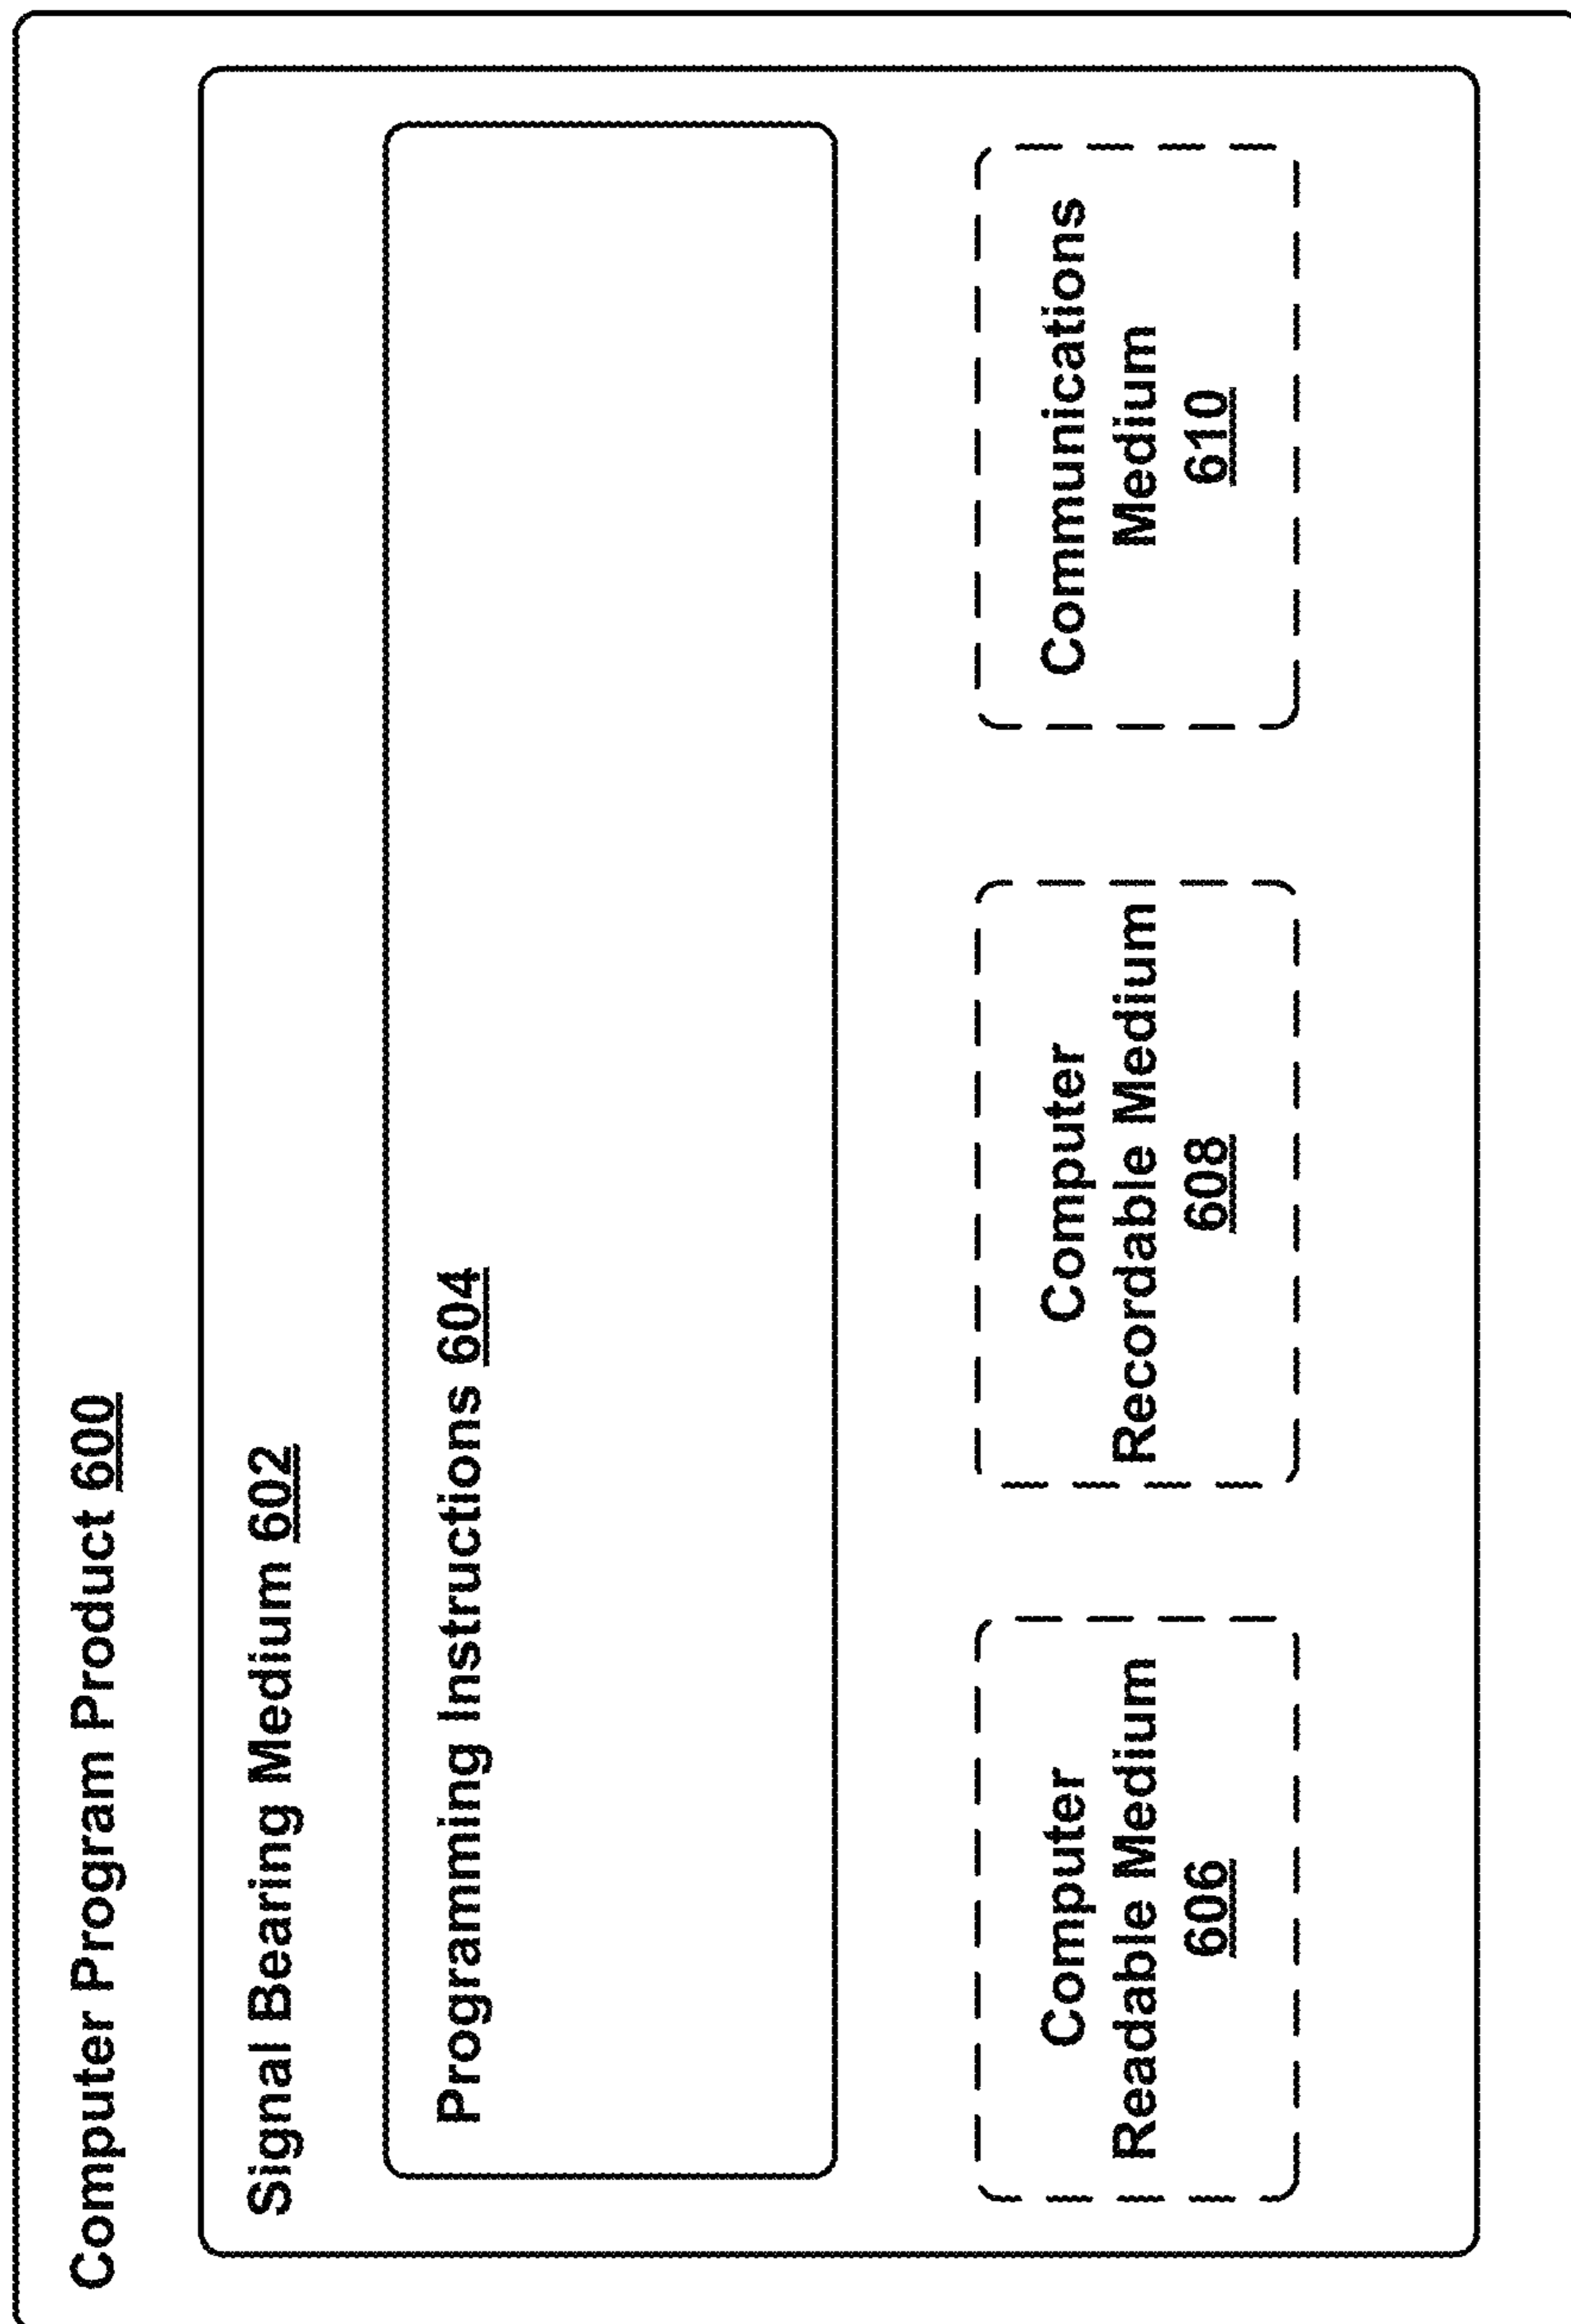 Computer Program Product 600
Signal Bearing Medium 602
Programming Instructions 604
Computer
Readable Medium
606
Computer
Recordable Medium
608
Communications
Medium
610